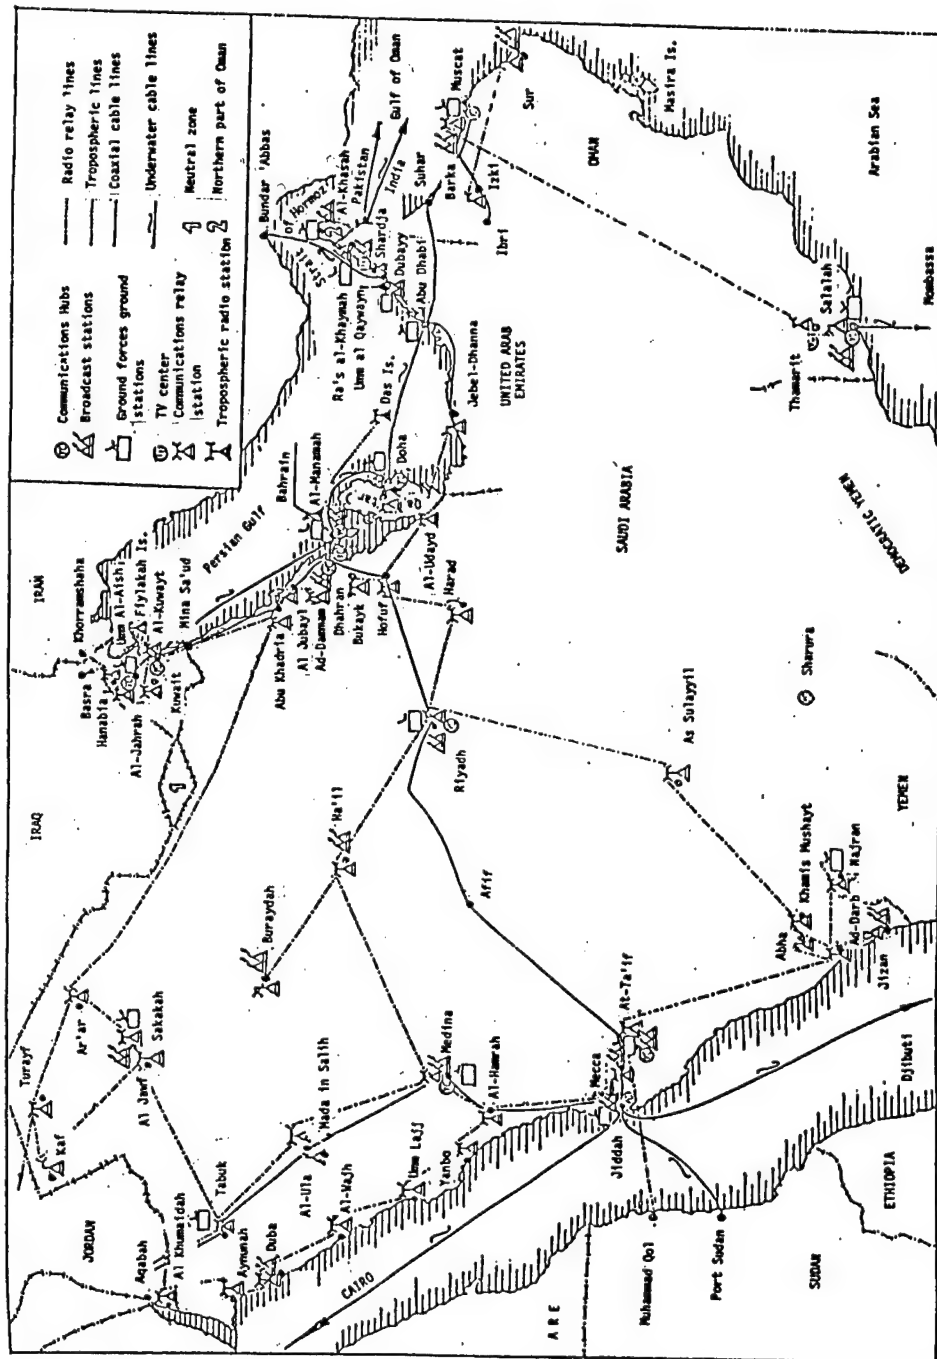 Communications Hubs
Broadcast stations
Ground forces ground
stations
TV center
Communications relay
station
Tropospheric radio station
Radio relay lines
Tropospheric lines
Coaxial cable lines
Underwater cable lines
Neutral zone
Northern part of Oman
IRAN
IRAQ
JORDAN
Khorramshaha
Basra
Hanabia
Umm Al-Aishi
Fiylakah Is.
Al-Kuwayt
Al-Jahrah
Kuwait
Mina Sa'ud
Persian Gulf
Bahrain
Al-Manamah
Abu Khadria
Al Jubayl
Ad-Dammam
Dhahran
Bukayk
Hofuf
Al-Udayd
Harad
Doha
Das Is.
Jebel-Dhanna
UNITED ARAB
EMIRATES
Abu Dhabi
Dubayy
Shardja
Umm al Qaywayn
Ra's al-Khaymah
Strait of Hormoz
Bundar 'Abbas
Al-Khasah
Pakistan
India
Gulf of Oman
Suhar
Barka
Muscat
Izki
Ibri
Sur
OMAN
Masira Is.
Arabian Sea
Thamarit
Salalah
Mombassa
SAUDI ARABIA
DEMOCRATIC YEMEN
Riyadh
Ha'il
Buraydah
Afif
As Sulayyil
Sharura
YEMEN
Khamis Mushayt
Najran
Abha
Ad-Darb
Jizan
Turayf
Kaf
Ar'ar
Sakakah
Al Jawf
Tabuk
Mada in Salih
Al-Ula
Medina
Al-Hamrah
Mecca
At-Ta'if
Jiddah
Yanbo
Umm Lajj
Al-Wajh
Duba
Aynunah
Al Khumaidah
Aqabah
CAIRO
A R E
Muhammad Qol
Port Sudan
SUDAR
ETHIOPIA
Djibuti